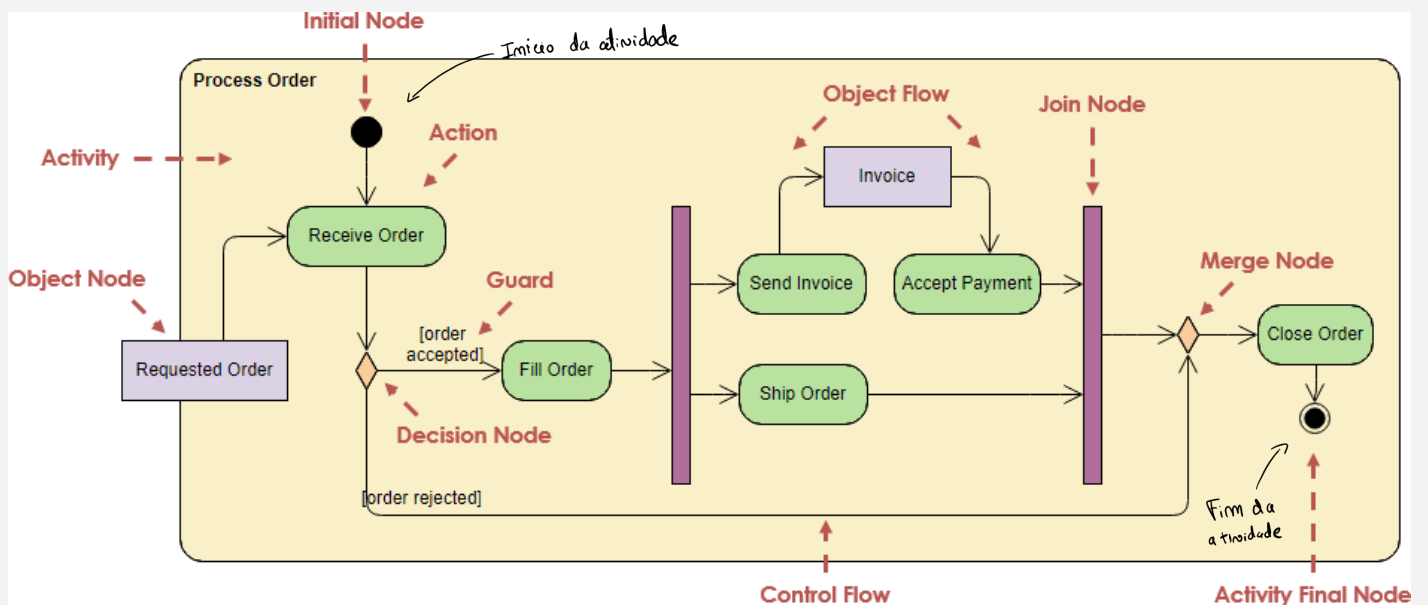 Initial Node
Início da atividade
Process Order
Object Flow
Join Node
Action
Activity
Invoice
Receive Order
Object Node
Guard
Send Invoice
Accept Payment
Merge Node
[order
accepted]
Close Order
Requested Order
Fill Order
Ship Order
Decision Node
[order rejected]
Fim da
atividade
Control Flow
Activity Final Node